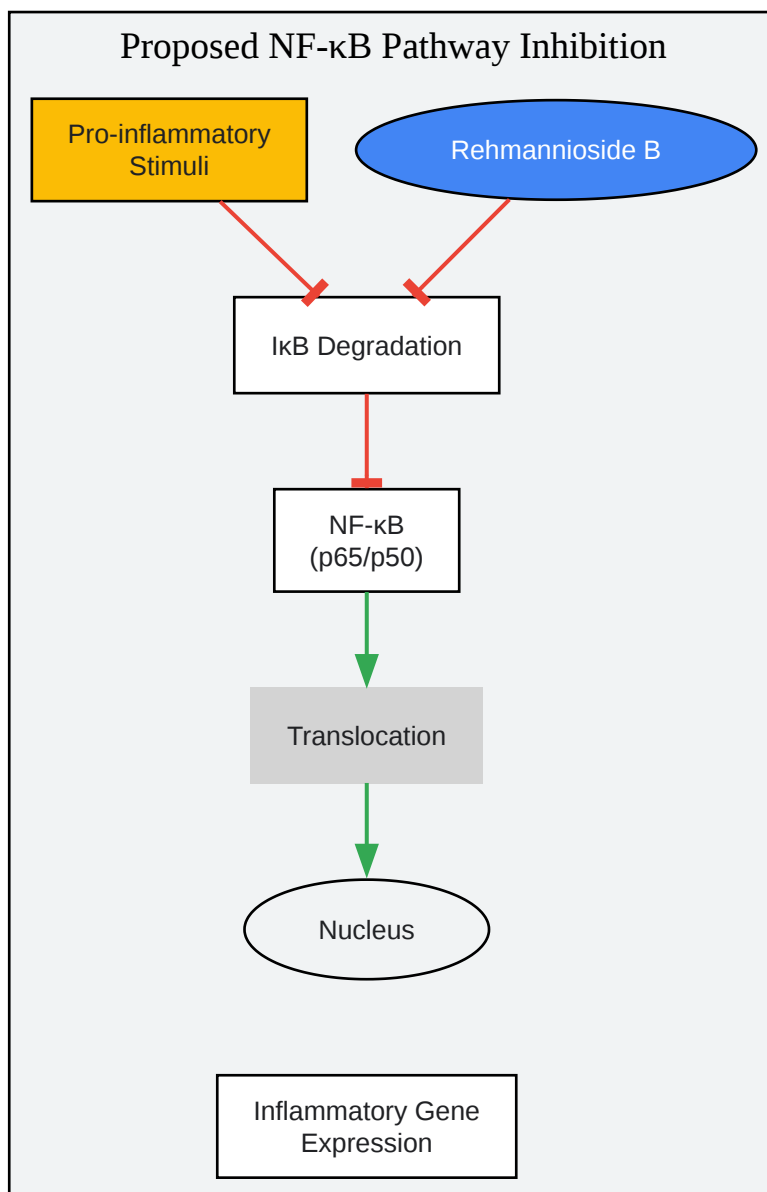 Proposed NF-κB Pathway Inhibition
Pro-inflammatory
Stimuli
Rehmannioside B
IκB Degradation
NF-κB
(p65/p50)
Translocation
Nucleus
Inflammatory Gene
Expression